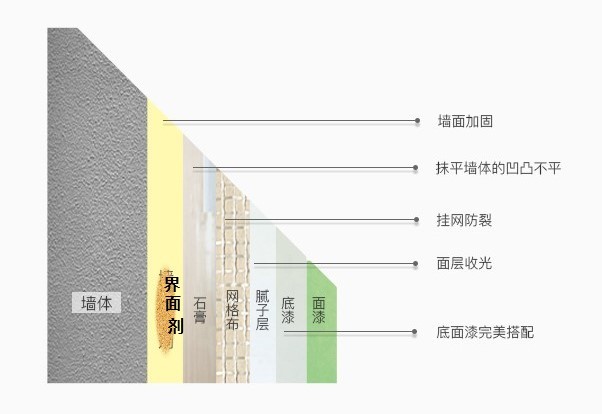 墙面加固
抹平墙体的凹凸不平
挂网防裂
面层收光
底面漆完美搭配
墙体
界面剂
石膏
网格布
腻子层
底漆
面漆